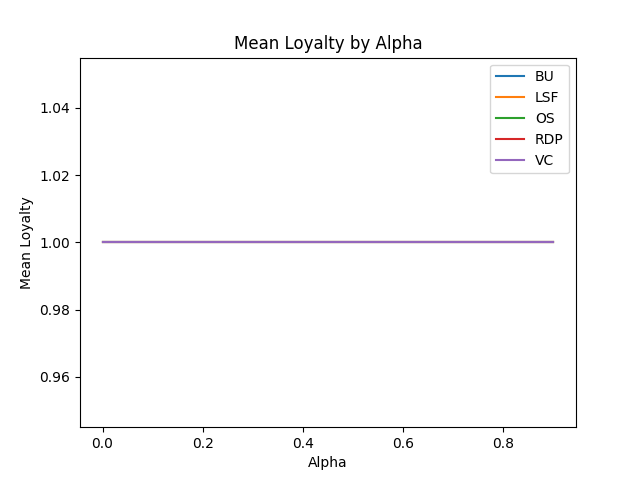 Mean Loyalty by Alpha
BU
LSF
OS
RDP
VC
1.04
1.02
1.00
0.98
0.96
Mean Loyalty
0.0 0.2 0.4 0.6 0.8
Alpha